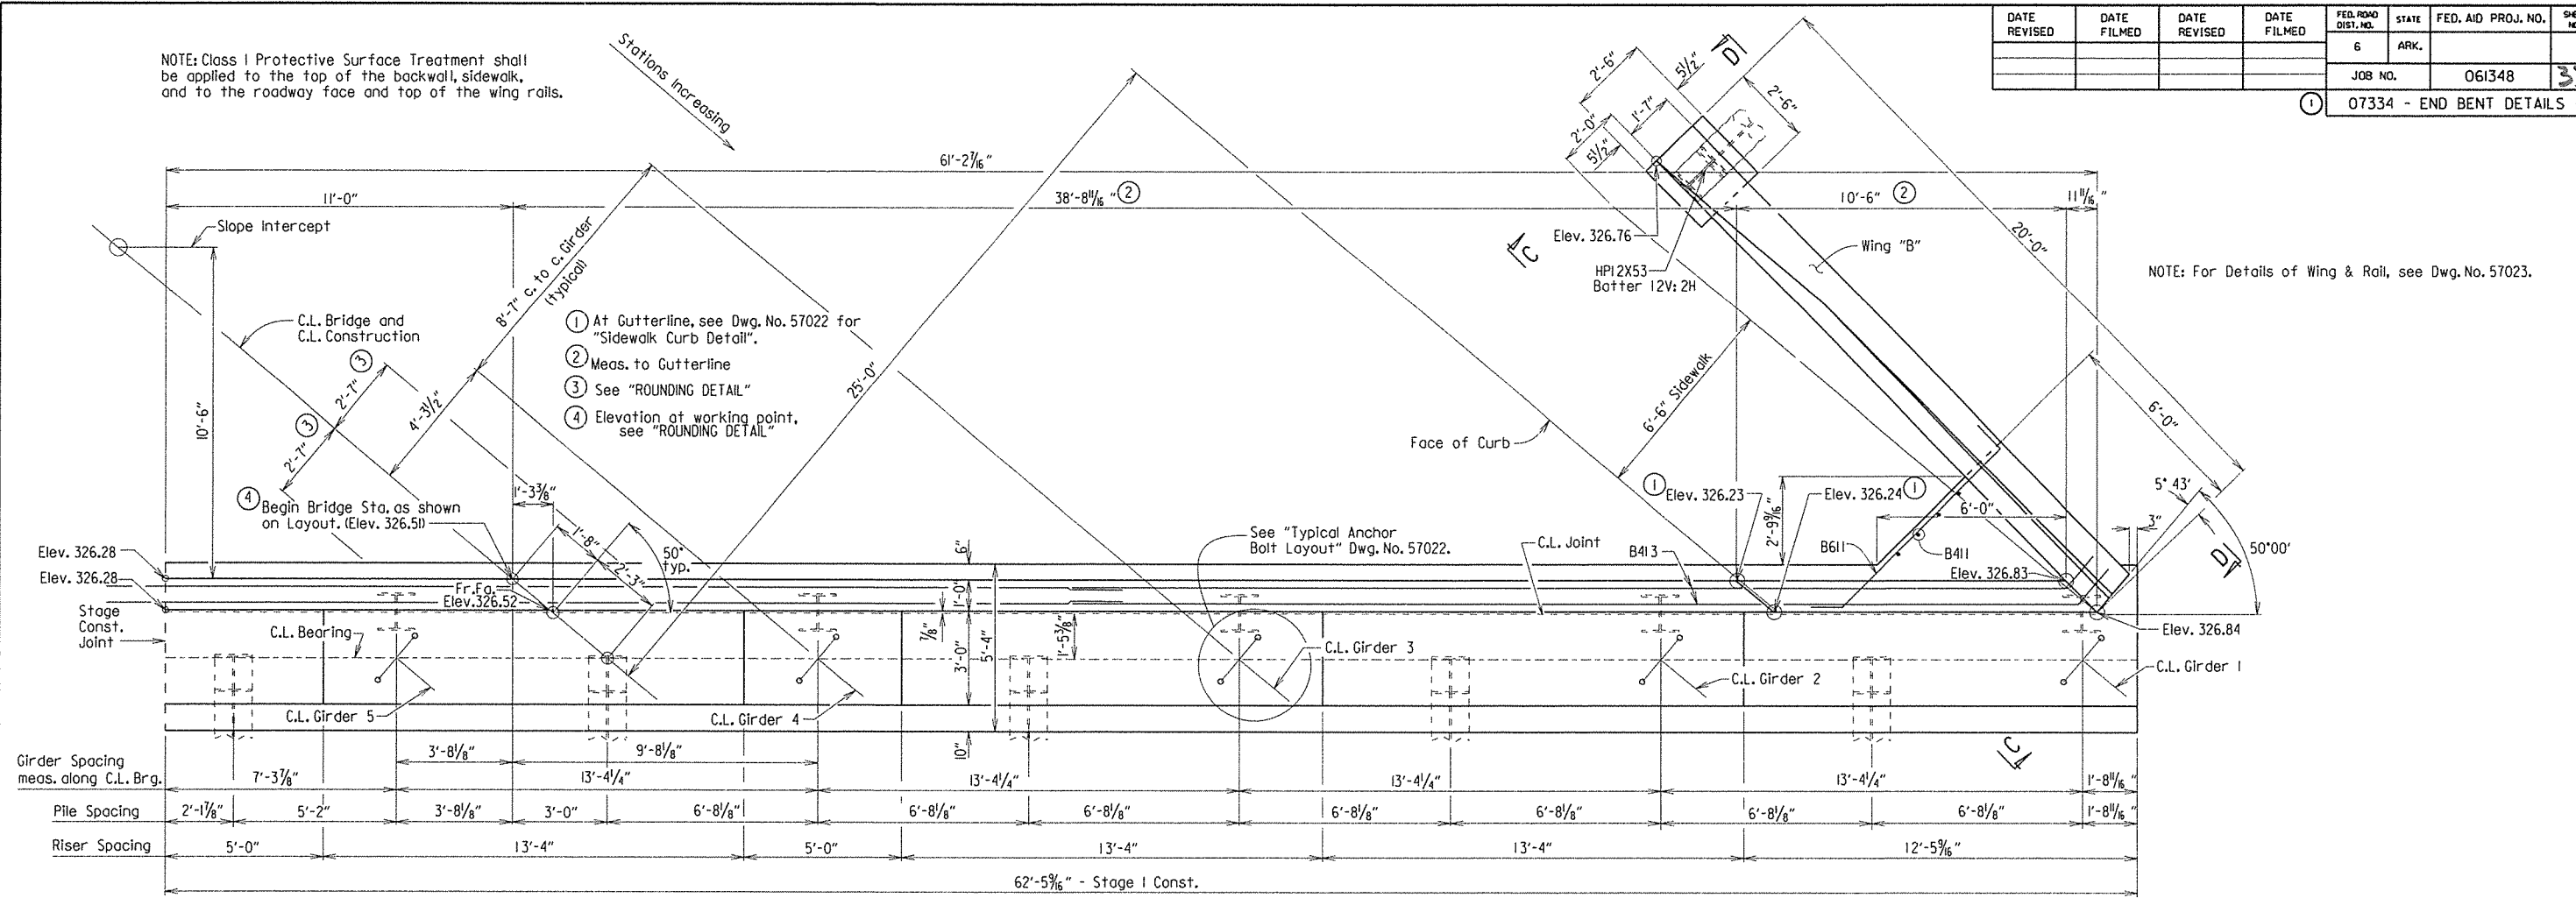 NOTE: Class I Protective Surface Treatment shall
be applied to the top of the backwall, sidewalk,
and to the roadway face and top of the wing rails.
Stations Increasing
DATE REVISED
DATE FILMED
DATE REVISED
DATE FILMED
FED. ROAD DIST. NO.
STATE
FED. AID PROJ. NO.
6
ARK.
JOB NO.
061348
① 07334 - END BENT DETAILS
61'-2 7/16"
11'-0"
38'-8 11/16" ②
10'-6" ②
11 11/16"
Slope Intercept
10'-6"
C.L. Bridge and
C.L. Construction
③
2'-7"
③
2'-7"
8'-7" c. to c. Girder
(typical)
4'-3 1/2"
25'-0"
① At Gutterline, see Dwg. No. 57022 for
"Sidewalk Curb Detail".
② Meas. to Gutterline
③ See "ROUNDING DETAIL"
④ Elevation at working point,
see "ROUNDING DETAIL"
2'-6"
5 1/2"
D
1'-7"
2'-0"
5 1/2"
2'-6"
20'-0"
Elev. 326.76
C
HP12X53
Batter 12V: 2H
Wing "B"
NOTE: For Details of Wing & Rail, see Dwg. No. 57023.
6'-6" Sidewalk
Face of Curb
6'-0"
5° 43'
3"
50°00'
D
④ Begin Bridge Sta. as shown
on Layout. (Elev. 326.51)
1'-3 3/8"
1'-8"
2'-3"
50°
typ.
6"
1'-0"
See "Typical Anchor
Bolt Layout" Dwg. No. 57022.
C.L. Joint
① Elev. 326.23
2'-9 9/16"
Elev. 326.24 ①
6'-0"
B413
B611
B411
Elev. 326.83
Elev. 326.84
Elev. 326.28
Elev. 326.28
Fr.Fa.
Elev.326.52
Stage
Const.
Joint
C.L. Bearing
7/8"
3'-0"
5'-4"
1'-5 3/8"
10"
C.L. Girder 5
C.L. Girder 4
C.L. Girder 3
C.L. Girder 2
C.L. Girder 1
C
3'-8 1/8"
9'-8 1/8"
Girder Spacing
meas. along C.L. Brg.
7'-3 7/8"
13'-4 1/4"
13'-4 1/4"
13'-4 1/4"
13'-4 1/4"
1'-8 11/16"
Pile Spacing
2'-1 7/8"
5'-2"
3'-8 1/8"
3'-0"
6'-8 1/8"
6'-8 1/8"
6'-8 1/8"
6'-8 1/8"
6'-8 1/8"
6'-8 1/8"
6'-8 1/8"
1'-8 11/16"
Riser Spacing
5'-0"
13'-4"
5'-0"
13'-4"
13'-4"
12'-5 9/16"
62'-5 9/16" - Stage I Const.